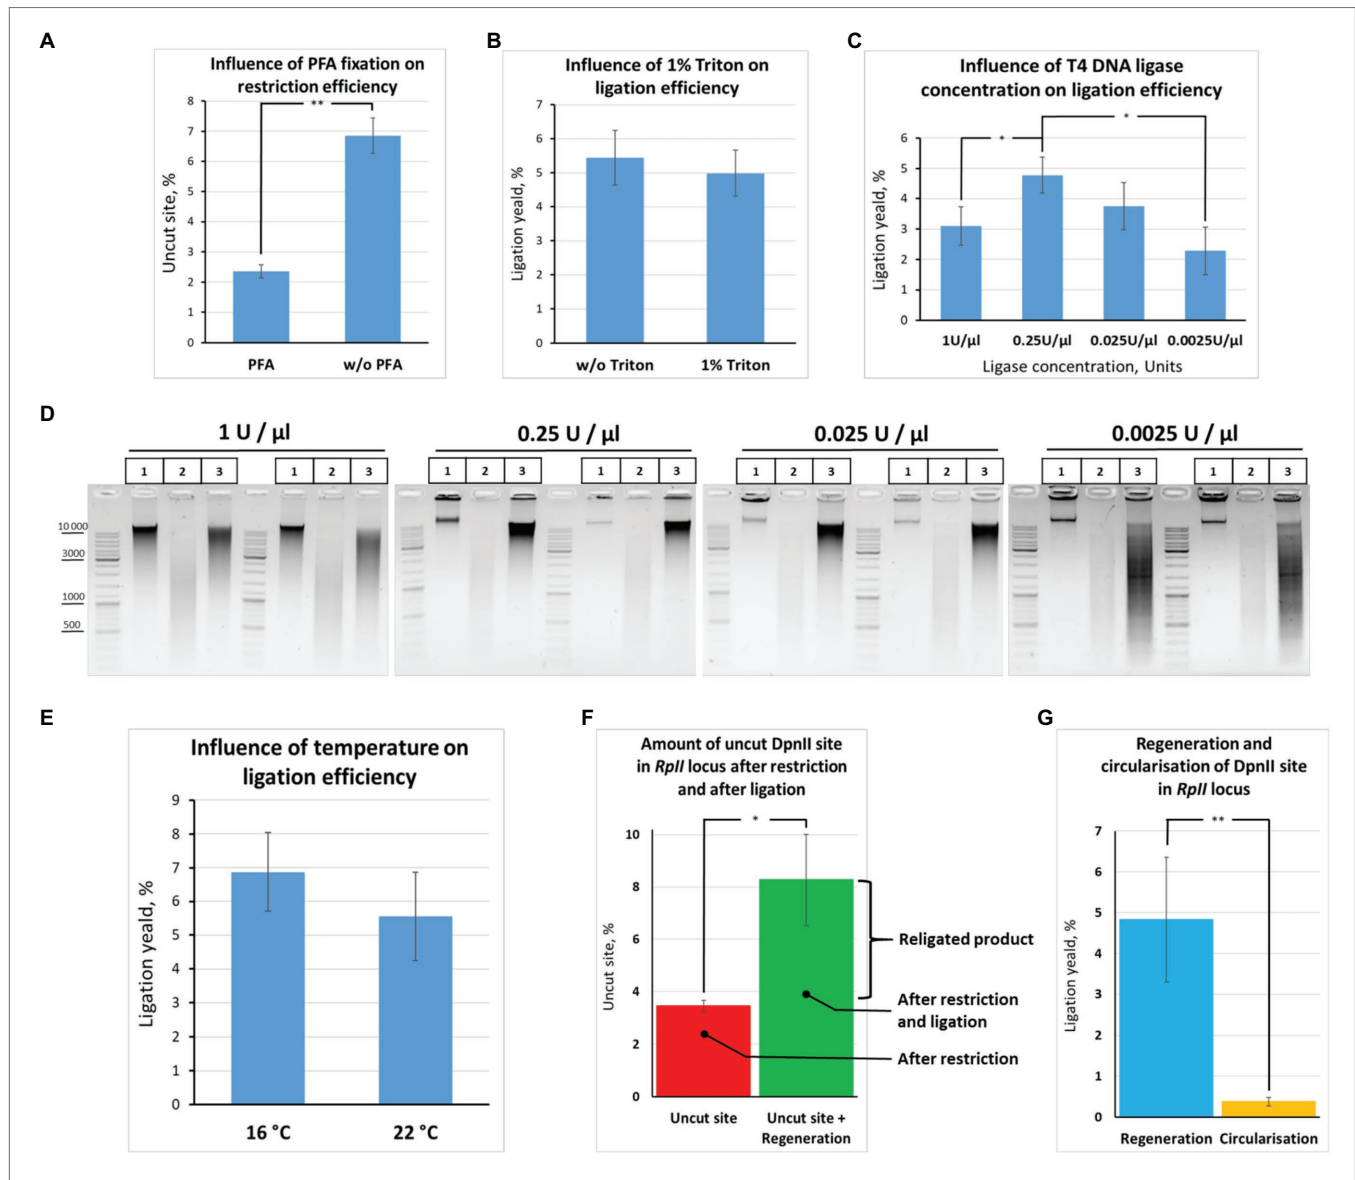 A
Influence of PFA fixation on
restriction efficiency
**
8
7
6
5
4
3
2
1
0
Uncut site, %
PFA
w/o PFA
B
Influence of 1% Triton on
ligation efficiency
7
6
5
4
3
2
1
0
Ligation yeald, %
w/o Triton
1% Triton
C
Influence of T4 DNA ligase
concentration on ligation efficiency
*
*
6
5
4
3
2
1
0
Ligation yeald, %
1U/µl
0.25U/µl
0.025U/µl
0.0025U/µl
Ligase concentration, Units
D
1 U / µl
0.25 U / µl
0.025 U / µl
0.0025 U / µl
1 2 3 1 2 3
1 2 3 1 2 3
1 2 3 1 2 3
1 2 3 1 2 3
10 000
3000
1000
500
E
Influence of temperature on
ligation efficiency
9
8
7
6
5
4
3
2
1
0
Ligation yeald, %
16 °C
22 °C
F
Amount of uncut DpnII site
in RpII locus after restriction
and after ligation
*
10
8
6
4
2
0
Uncut site, %
Uncut site
Uncut site +
Regeneration
Religated product
After restriction
and ligation
After restriction
G
Regeneration and
circularisation of DpnII site
in RpII locus
**
7
6
5
4
3
2
1
0
Ligation yeald, %
Regeneration
Circularisation